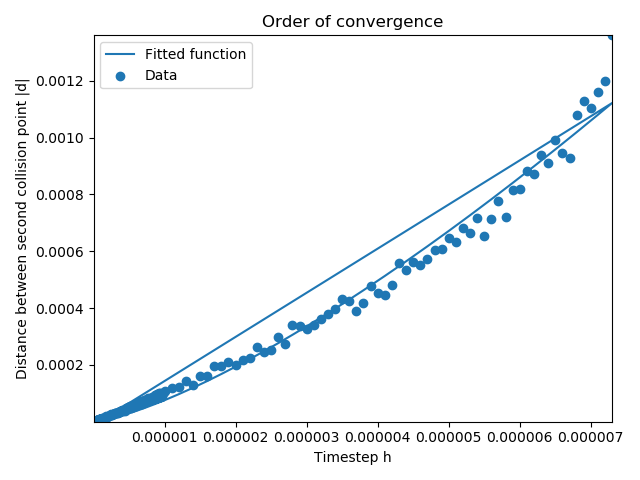 Order of convergence
Fitted function
Data
Distance between second collision point |d|
0.0012
0.0010
0.0008
0.0006
0.0004
0.0002
0.000001 0.000002 0.000003 0.000004 0.000005 0.000006 0.000007
Timestep h